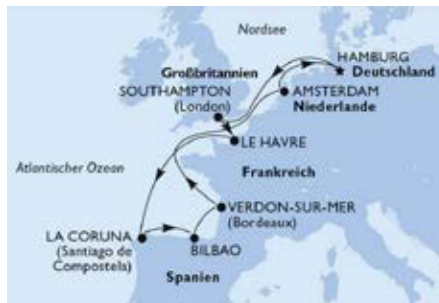 Nordsee
HAMBURG
Deutschland
Großbritannien
SOUTHAMPTON
(London)
AMSTERDAM
Niederlande
LE HAVRE
Atlantischer Ozean
Frankreich
VERDON-SUR-MER
(Bordeaux)
LA CORUNA
(Santiago de
Compostela)
BILBAO
Spanien